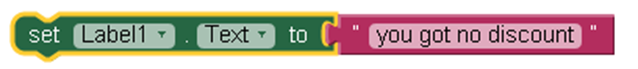 set Label1 . Text to " you got no discount "